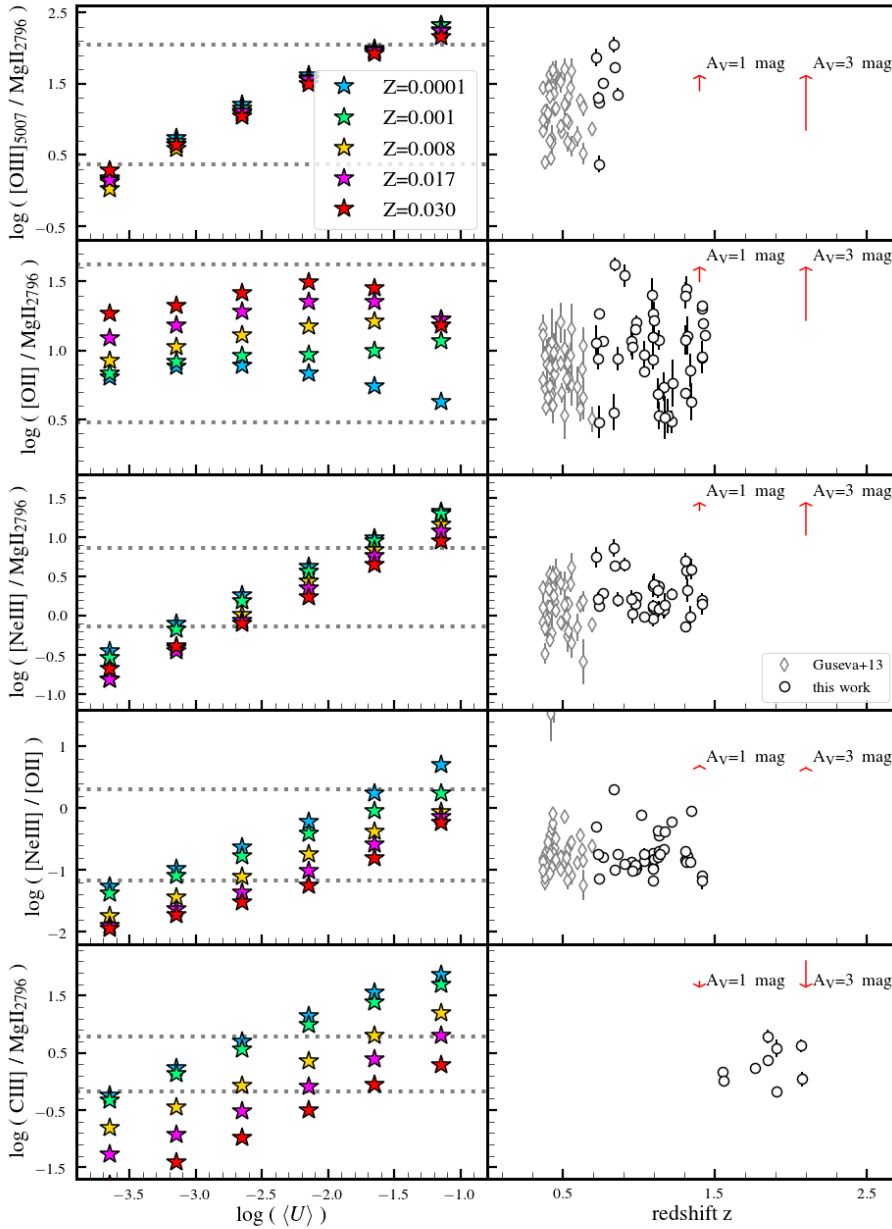 2.5
1.5
0.5
−0.5
log ( [OIII]5007 / MgII2796 )
Z=0.0001
Z=0.001
Z=0.008
Z=0.017
Z=0.030
AV=1 mag
AV=3 mag
1.5
1.0
0.5
log ( [OII] / MgII2796 )
AV=1 mag
AV=3 mag
1.5
1.0
0.5
0.0
−0.5
−1.0
log ( [NeIII] / MgII2796 )
AV=1 mag
AV=3 mag
Guseva+13
this work
1
0
−1
−2
log ( [NeIII] / [OII] )
AV=1 mag
AV=3 mag
1.5
0.5
−0.5
−1.5
log ( CIII] / MgII2796 )
AV=1 mag
AV=3 mag
−3.5 −3.0 −2.5 −2.0 −1.5 −1.0
log ( ⟨U⟩ )
0.5 1.5 2.5
redshift z